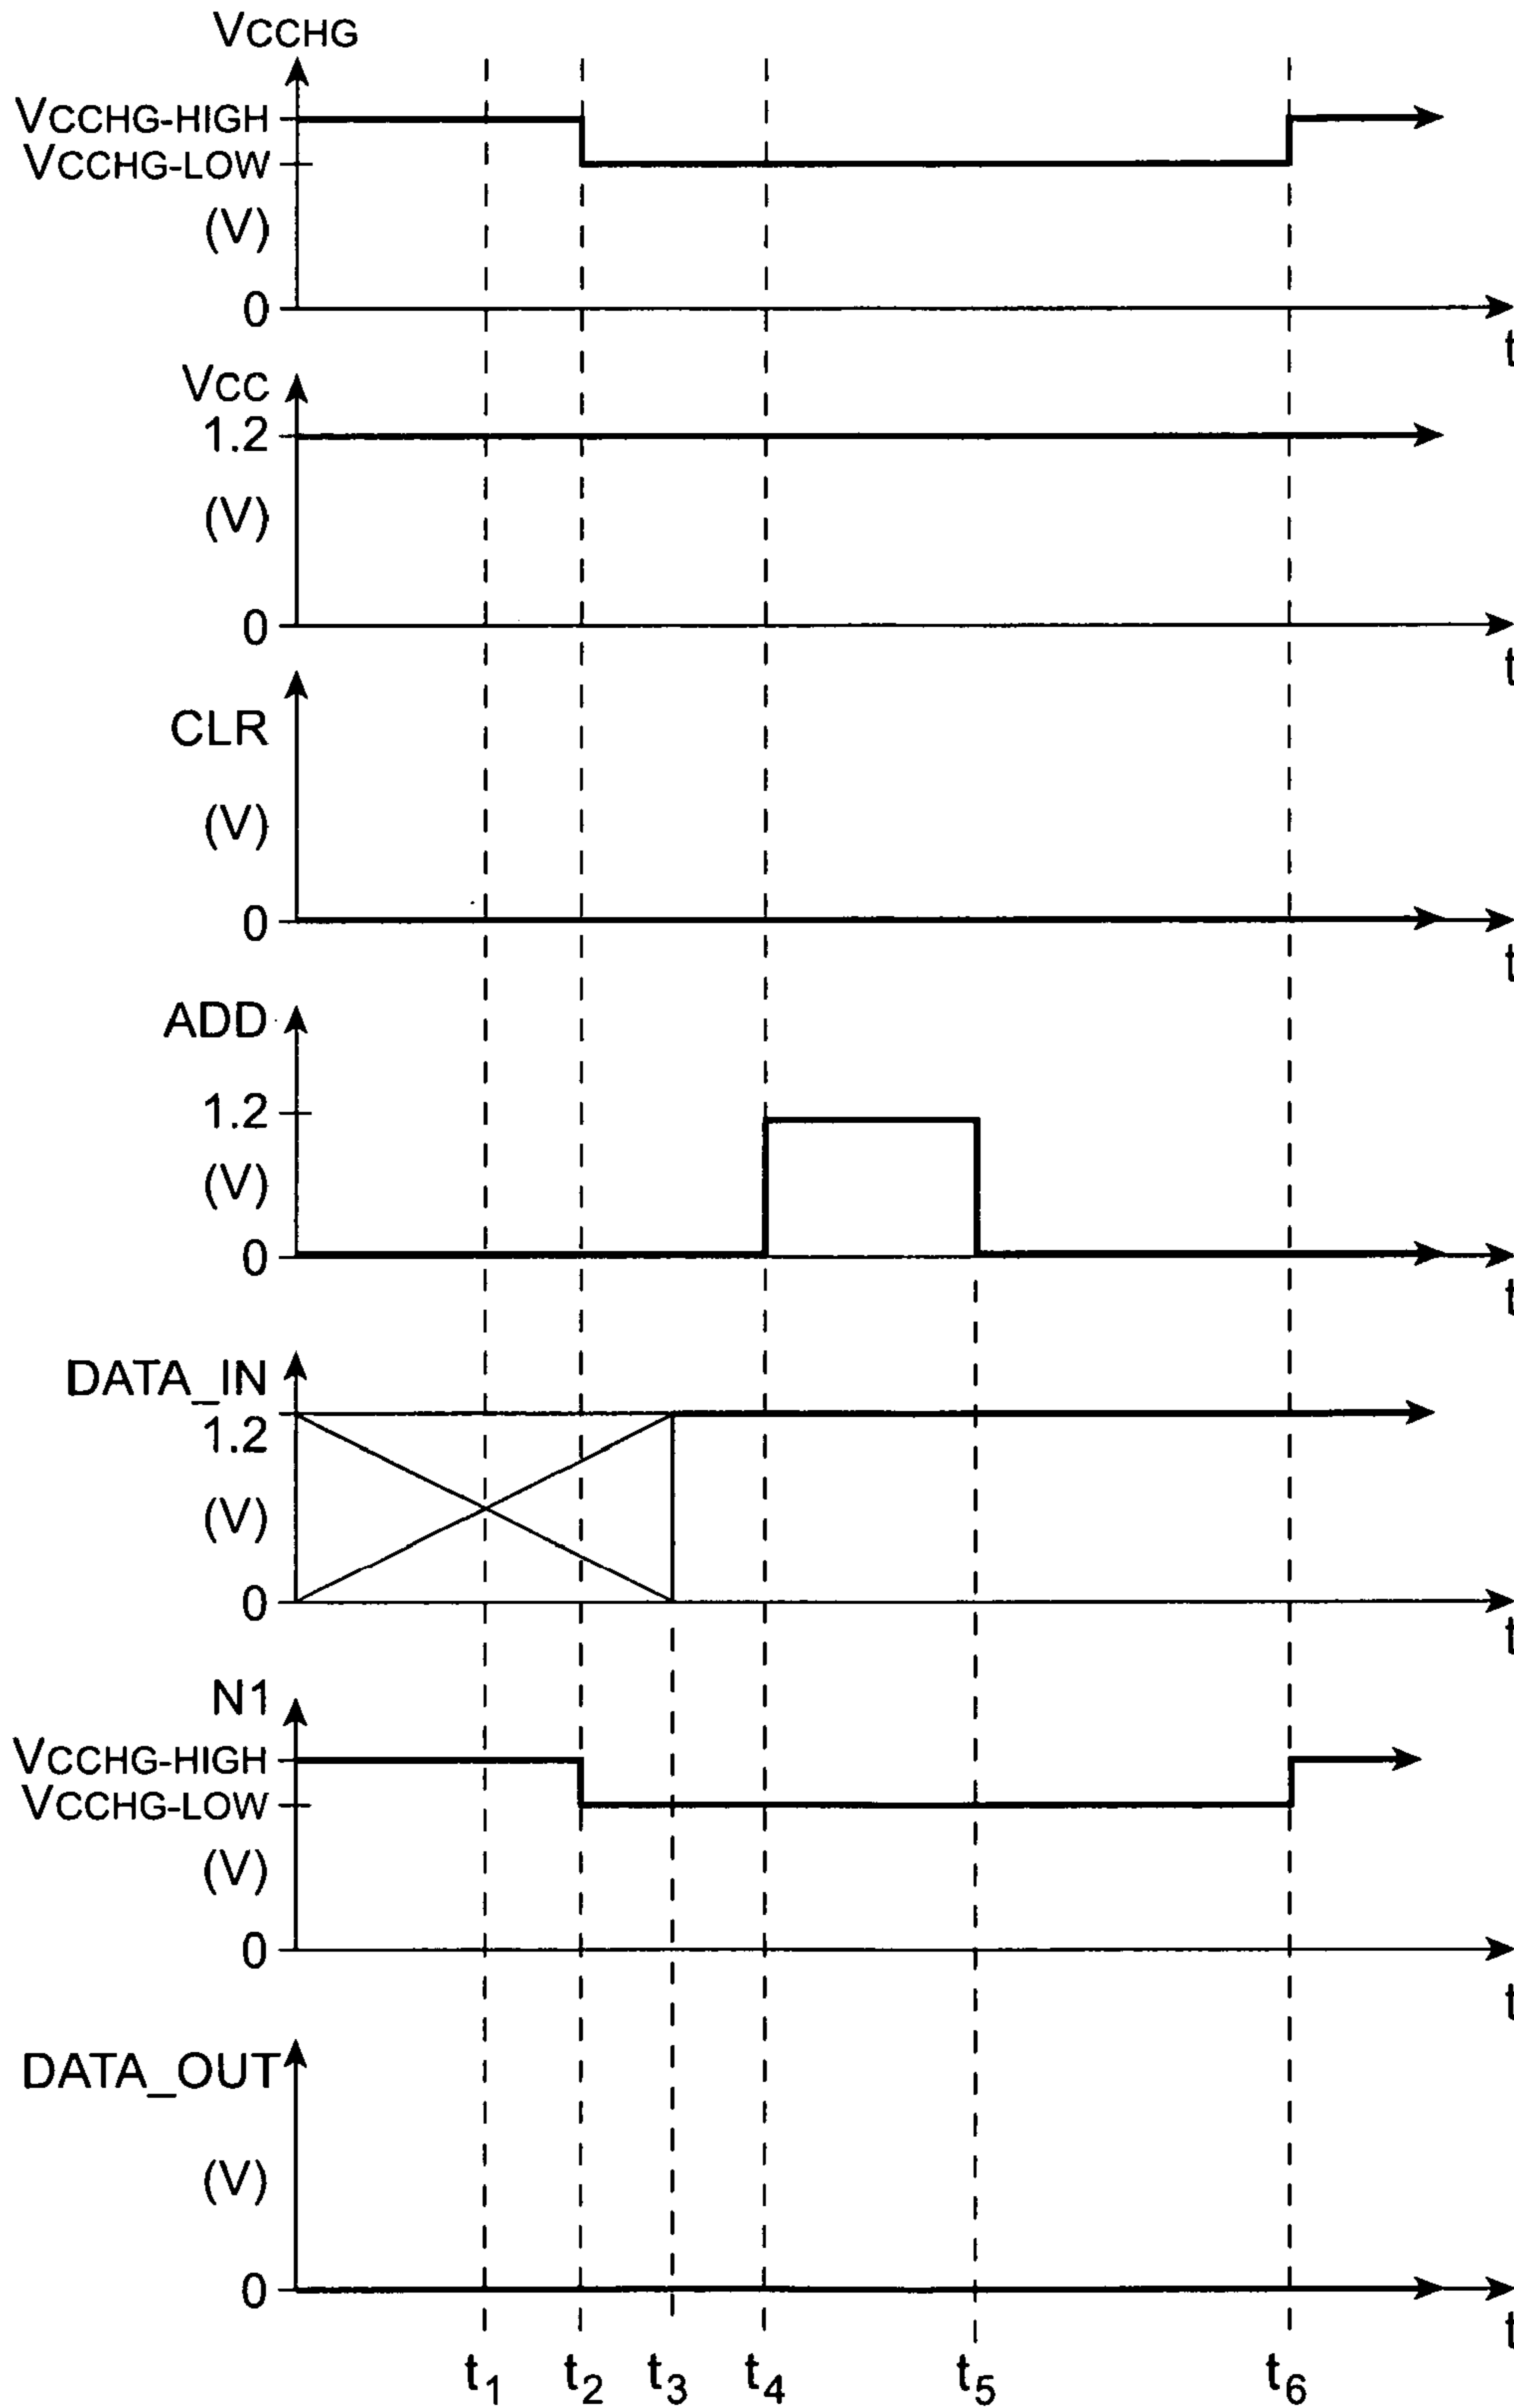 VCCHG
VCCHG-HIGH
VCCHG-LOW
(V)
0
t
VCC
1.2
(V)
0
t
CLR
(V)
0
t
ADD
1.2
(V)
0
t
DATA_IN
1.2
(V)
0
t
N1
VCCHG-HIGH
VCCHG-LOW
(V)
0
t
DATA_OUT
(V)
0
t
t1 t2 t3 t4 t5 t6